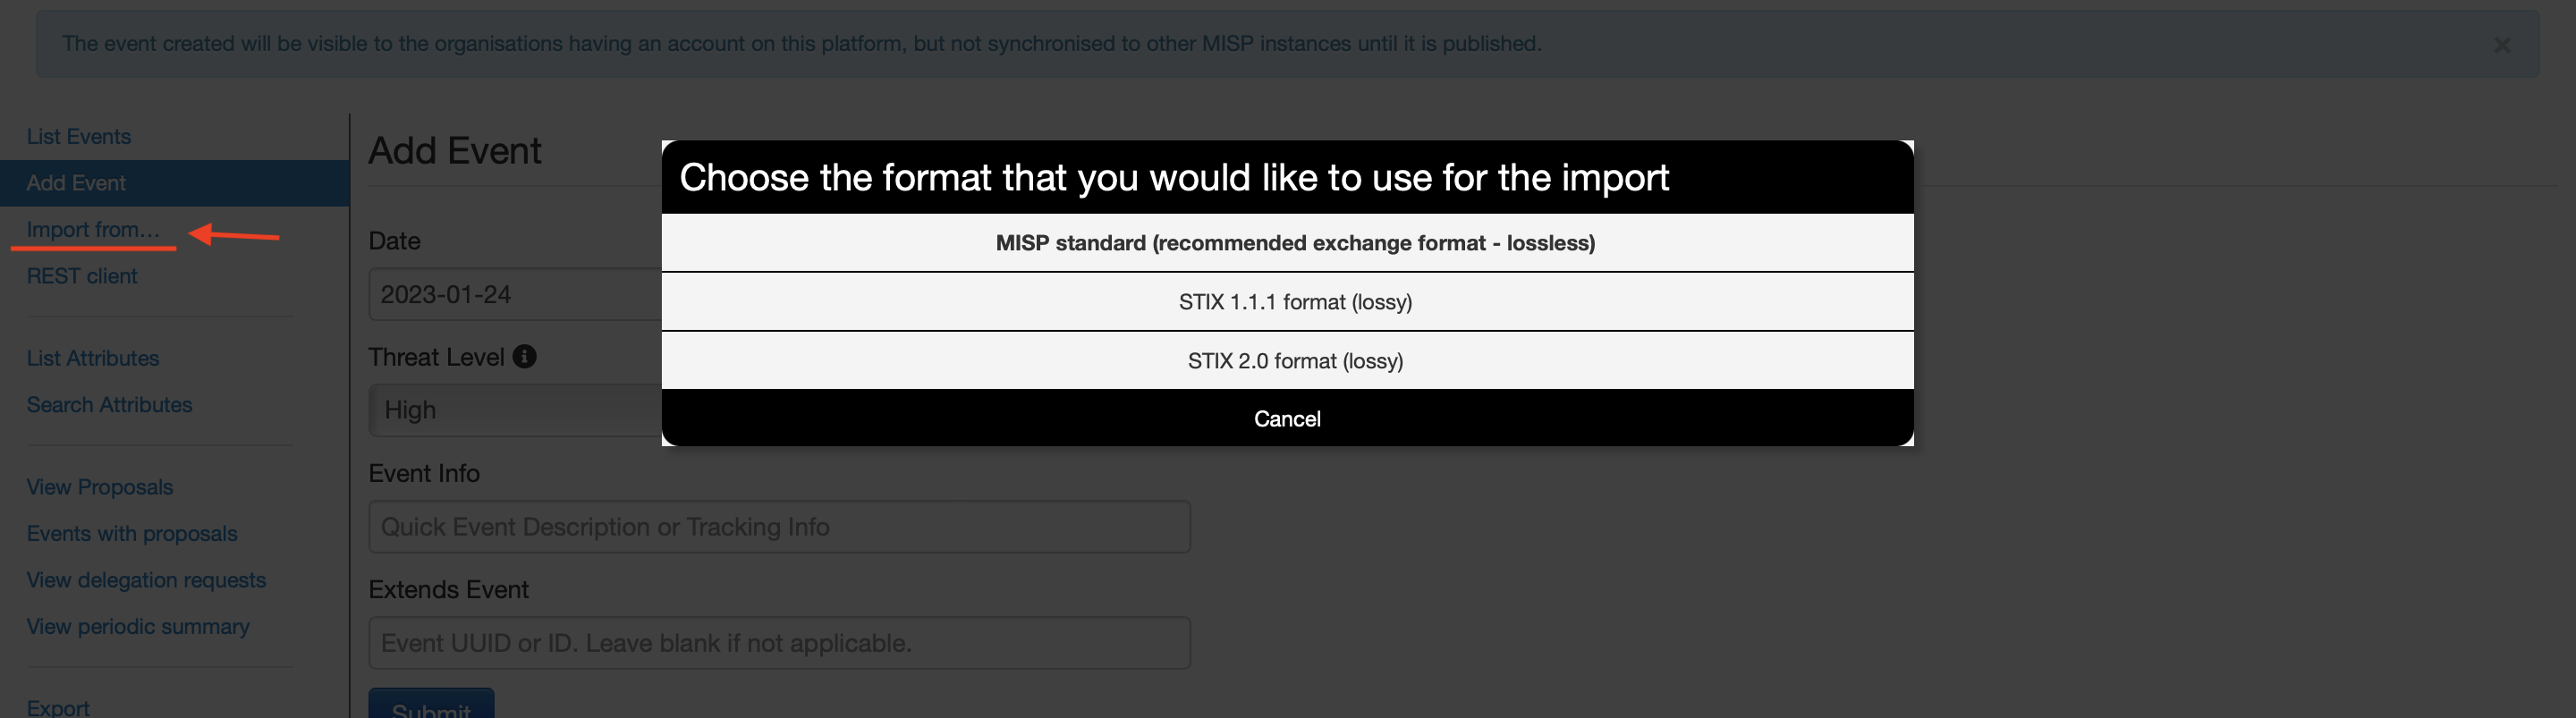 The event created will be visible to the organisations having an account on this platform, but not synchronised to other MISP instances until it is published.
×
List Events
Add Event
Import from...
REST client
List Attributes
Search Attributes
View Proposals
Events with proposals
View delegation requests
View periodic summary
Export
Add Event
Date
2023-01-24
Threat Level
High
Event Info
Quick Event Description or Tracking Info
Extends Event
Event UUID or ID. Leave blank if not applicable.
Submit
Choose the format that you would like to use for the import
MISP standard (recommended exchange format - lossless)
STIX 1.1.1 format (lossy)
STIX 2.0 format (lossy)
Cancel